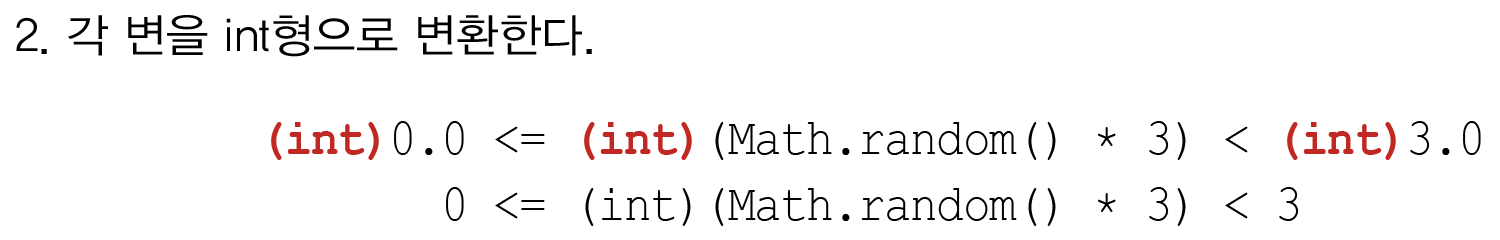 2. 각 변을 int형으로 변환한다.
(int)0.0 <= (int)(Math.random() * 3) < (int)3.0
0 <= (int)(Math.random() * 3) < 3